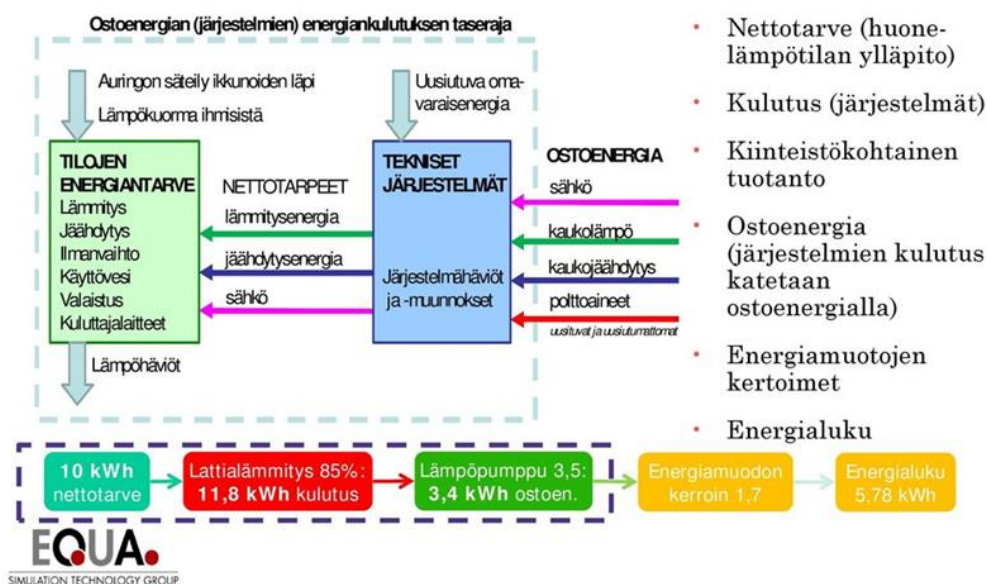 Ostoenergian (järjestelmien) energiankulutuksen taseraja
Auringon säteily ikkunoiden läpi
Lämpökuorma ihmisistä
Uusiutuva oma-
varaisenergia
TILOJEN
ENERGIANTARVE
Lämmitys
Jäähdytys
Ilmanvaihto
Käyttövesi
Valaistus
Kuluttajalaitteet
Lämpöhäviöt
NETTOTARPEET
lämmitysenergia
jäähdytysenergia
sähkö
TEKNISET
JÄRJESTELMÄT
Järjestelmähäviöt
ja -muunnokset
OSTOENERGIA
sähkö
kaukolämpö
kaukojäähdytys
polttoaineet
uusituvat ja uusiutumattomat
• Nettotarve (huone-
lämpötilan ylläpito)
• Kulutus (järjestelmät)
• Kiinteistökohtainen
tuotanto
• Ostoenergia
(järjestelmien kulutus
katetaan
ostoenergialla)
• Energiamuotojen
kertoimet
• Energialuku
10 kWh
nettotarve
Lattialämmitys 85%:
11,8 kWh kulutus
Lämpöpumppu 3,5:
3,4 kWh ostoen.
Energiamuodon
kerroin 1,7
Energialuku
5,78 kWh
EQUA.
SIMULATION TECHNOLOGY GROUP